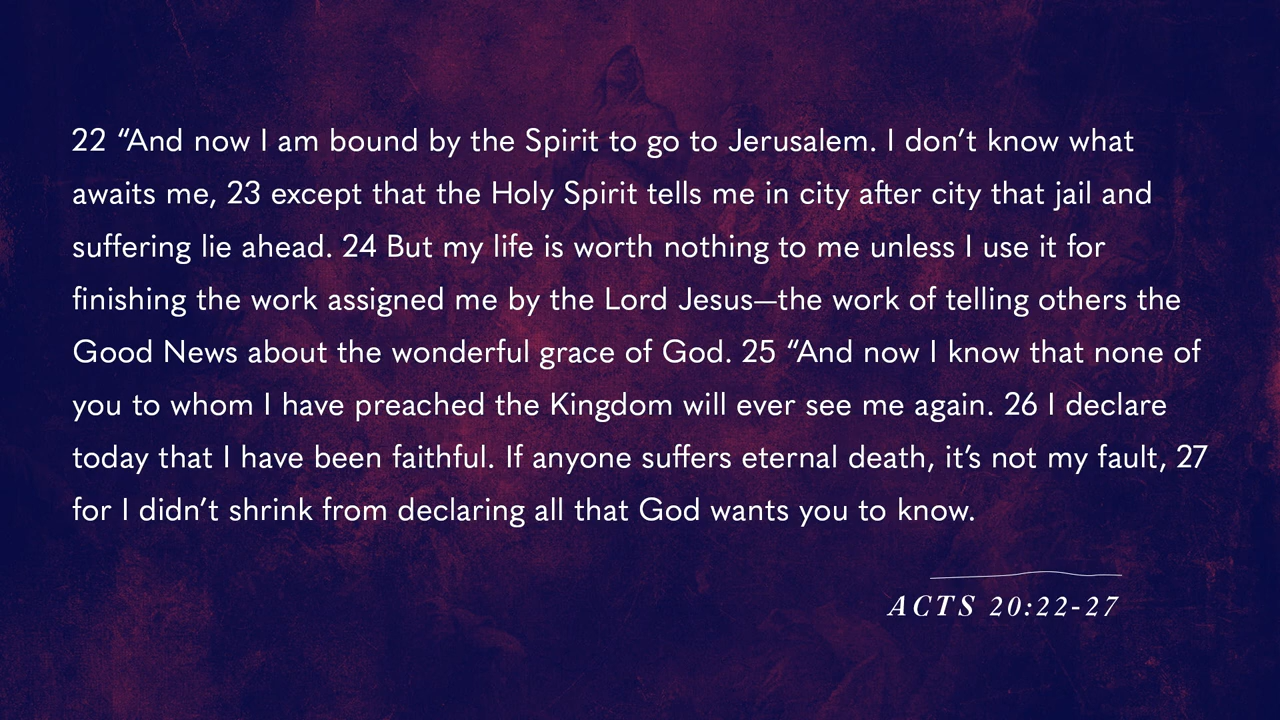 22 “And now I am bound by the Spirit to go to Jerusalem. I don’t know what
awaits me, 23 except that the Holy Spirit tells me in city after city that jail and
suffering lie ahead. 24 But my life is worth nothing to me unless I use it for
finishing the work assigned me by the Lord Jesus—the work of telling others the
Good News about the wonderful grace of God. 25 “And now I know that none of
you to whom I have preached the Kingdom will ever see me again. 26 I declare
today that I have been faithful. If anyone suffers eternal death, it’s not my fault, 27
for I didn’t shrink from declaring all that God wants you to know.
ACTS 20:22-27